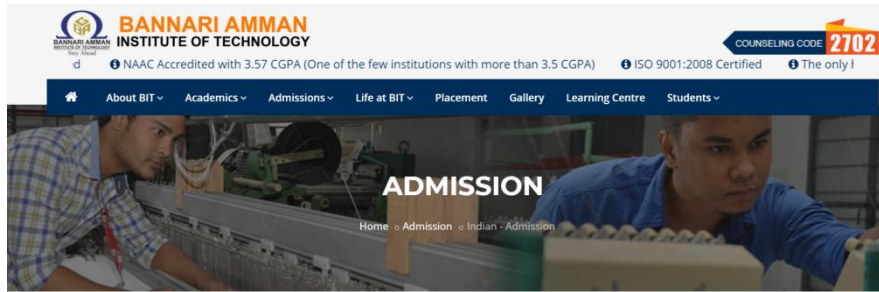 BANNARI AMMAN
INSTITUTE OF TECHNOLOGY
BANNARI AMMAN
INSTITUTE OF TECHNOLOGY
Stay Ahead
COUNSELING CODE 2702
d NAAC Accredited with 3.57 CGPA (One of the few institutions with more than 3.5 CGPA) ISO 9001:2008 Certified The only
About BIT Academics Admissions Life at BIT Placement Gallery Learning Centre Students
ADMISSION
Home Admission Indian - Admission